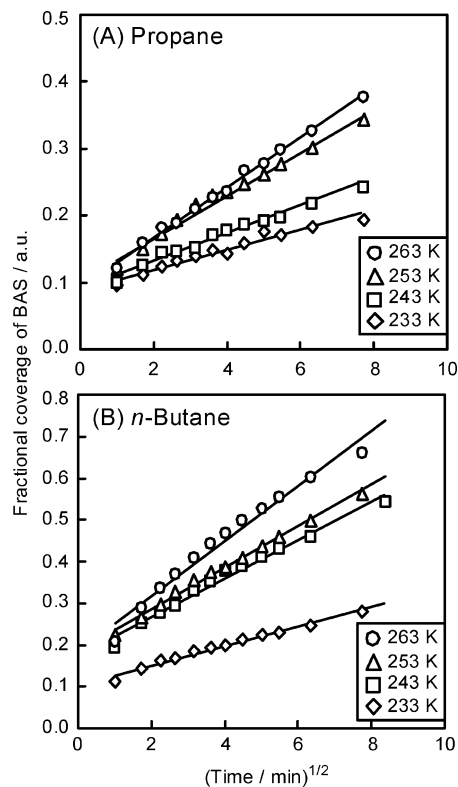 (A) Propane
0.5
0.4
0.3
0.2
0.1
0.0
0 2 4 6 8 10
263 K
253 K
243 K
233 K
Fractional coverage of BAS / a.u.
(B) n-Butane
0.8
0.7
0.6
0.5
0.4
0.3
0.2
0.1
0.0
0 2 4 6 8 10
263 K
253 K
243 K
233 K
(Time / min)^1/2